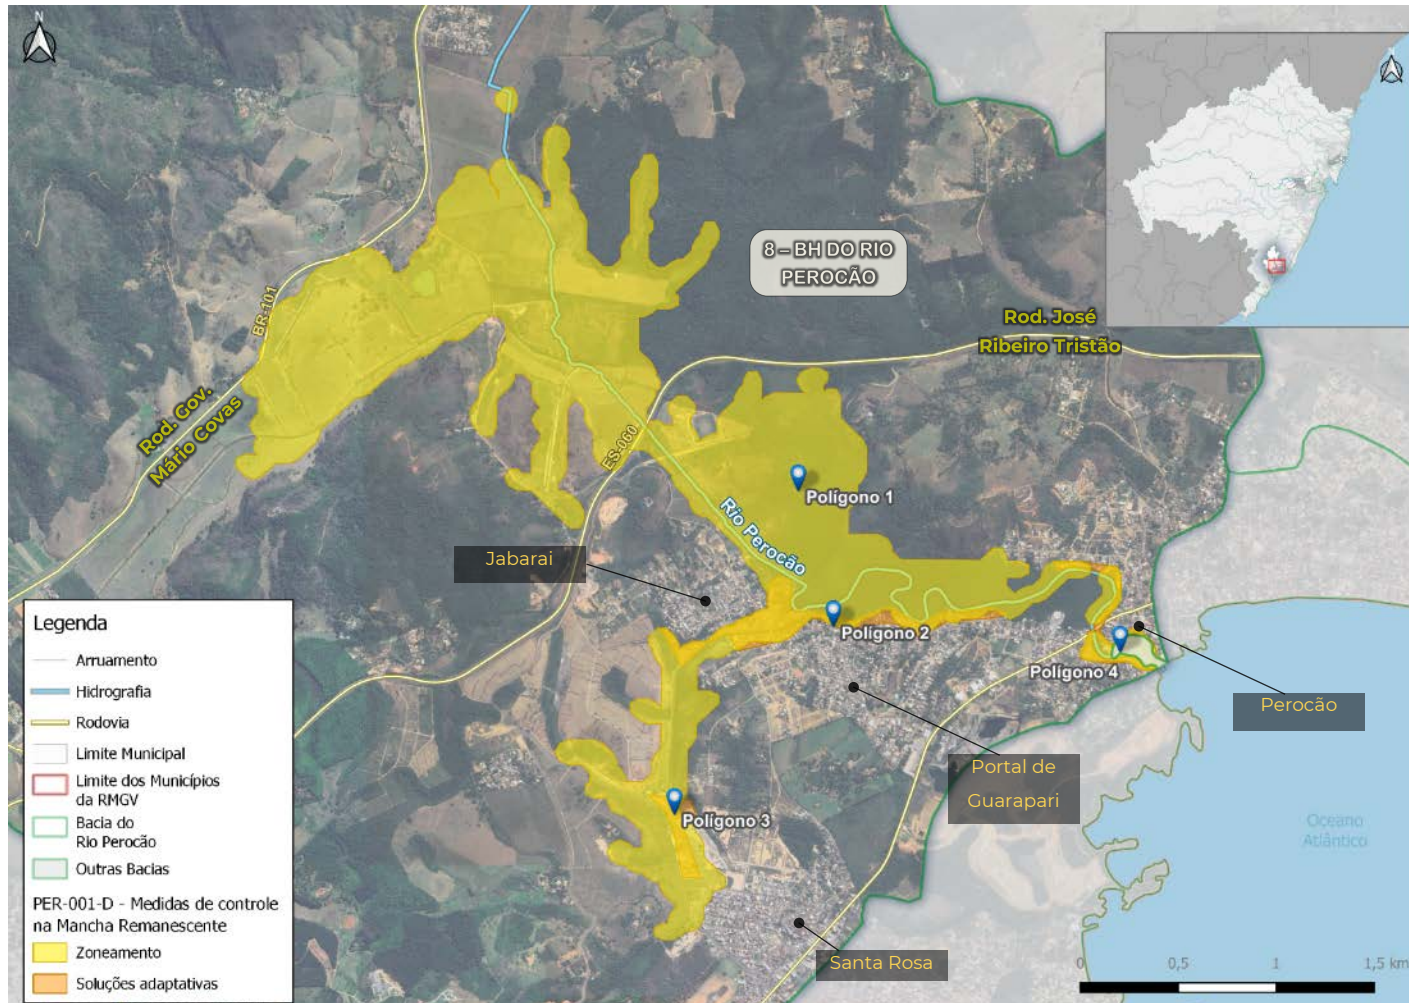 N
N
8 – BH DO RIO
PEROCÃO
Rod. José
Ribeiro Tristão
BR-101
Rod. Gov.
Mário Covas
ES-060
Polígono 1
Rio Perocão
Jabarai
Polígono 2
Polígono 4
Perocão
Portal de
Guarapari
Polígono 3
Santa Rosa
Oceano
Atlântico
Legenda
Arruamento
Hidrografia
Rodovia
Limite Municipal
Limite dos Municípios
da RMGV
Bacia do
Rio Perocão
Outras Bacias
PER-001-D - Medidas de controle
na Mancha Remanescente
Zoneamento
Soluções adaptativas
0 0,5 1 1,5 km